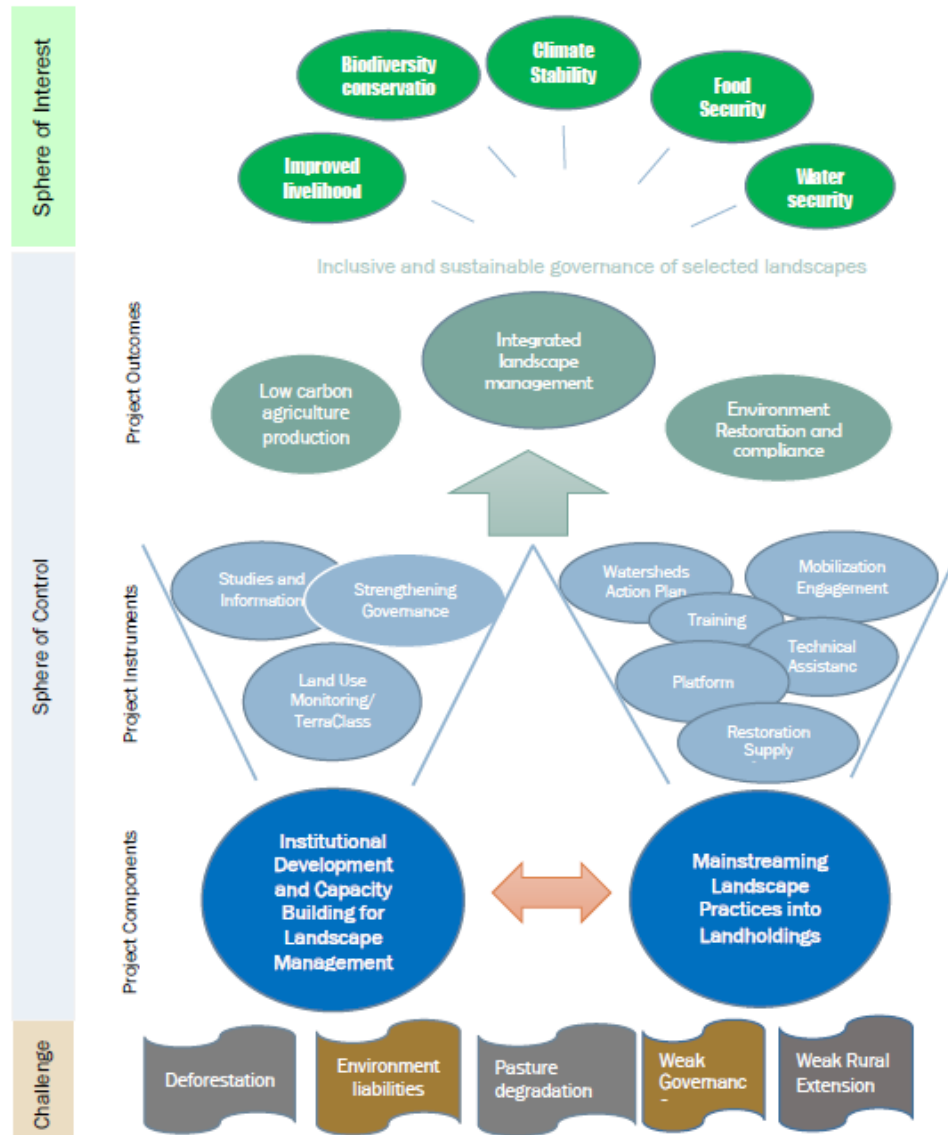 Sphere of Interest
Biodiversity
conservatio
Climate
Stability
Food
Security
Improved
livelihood
Water
security
Inclusive and sustainable governance of selected landscapes
Sphere of Control
Project Outcomes
Integrated
landscape
management
Low carbon
agriculture
production
Environment
Restoration and
compliance
Project Instruments
Studies and
Information
Strengthening
Governance
Land Use
Monitoring/
TerraClass
Watersheds
Action Plan
Mobilization
Engagement
Training
Technical
Assistanc
Platform
Restoration
Supply
Project Components
Institutional
Development
and Capacity
Building for
Landscape
Management
Mainstreaming
Landscape
Practices into
Landholdings
Challenge
Deforestation
Environment
liabilities
Pasture
degradation
Weak
Governanc
Weak Rural
Extension